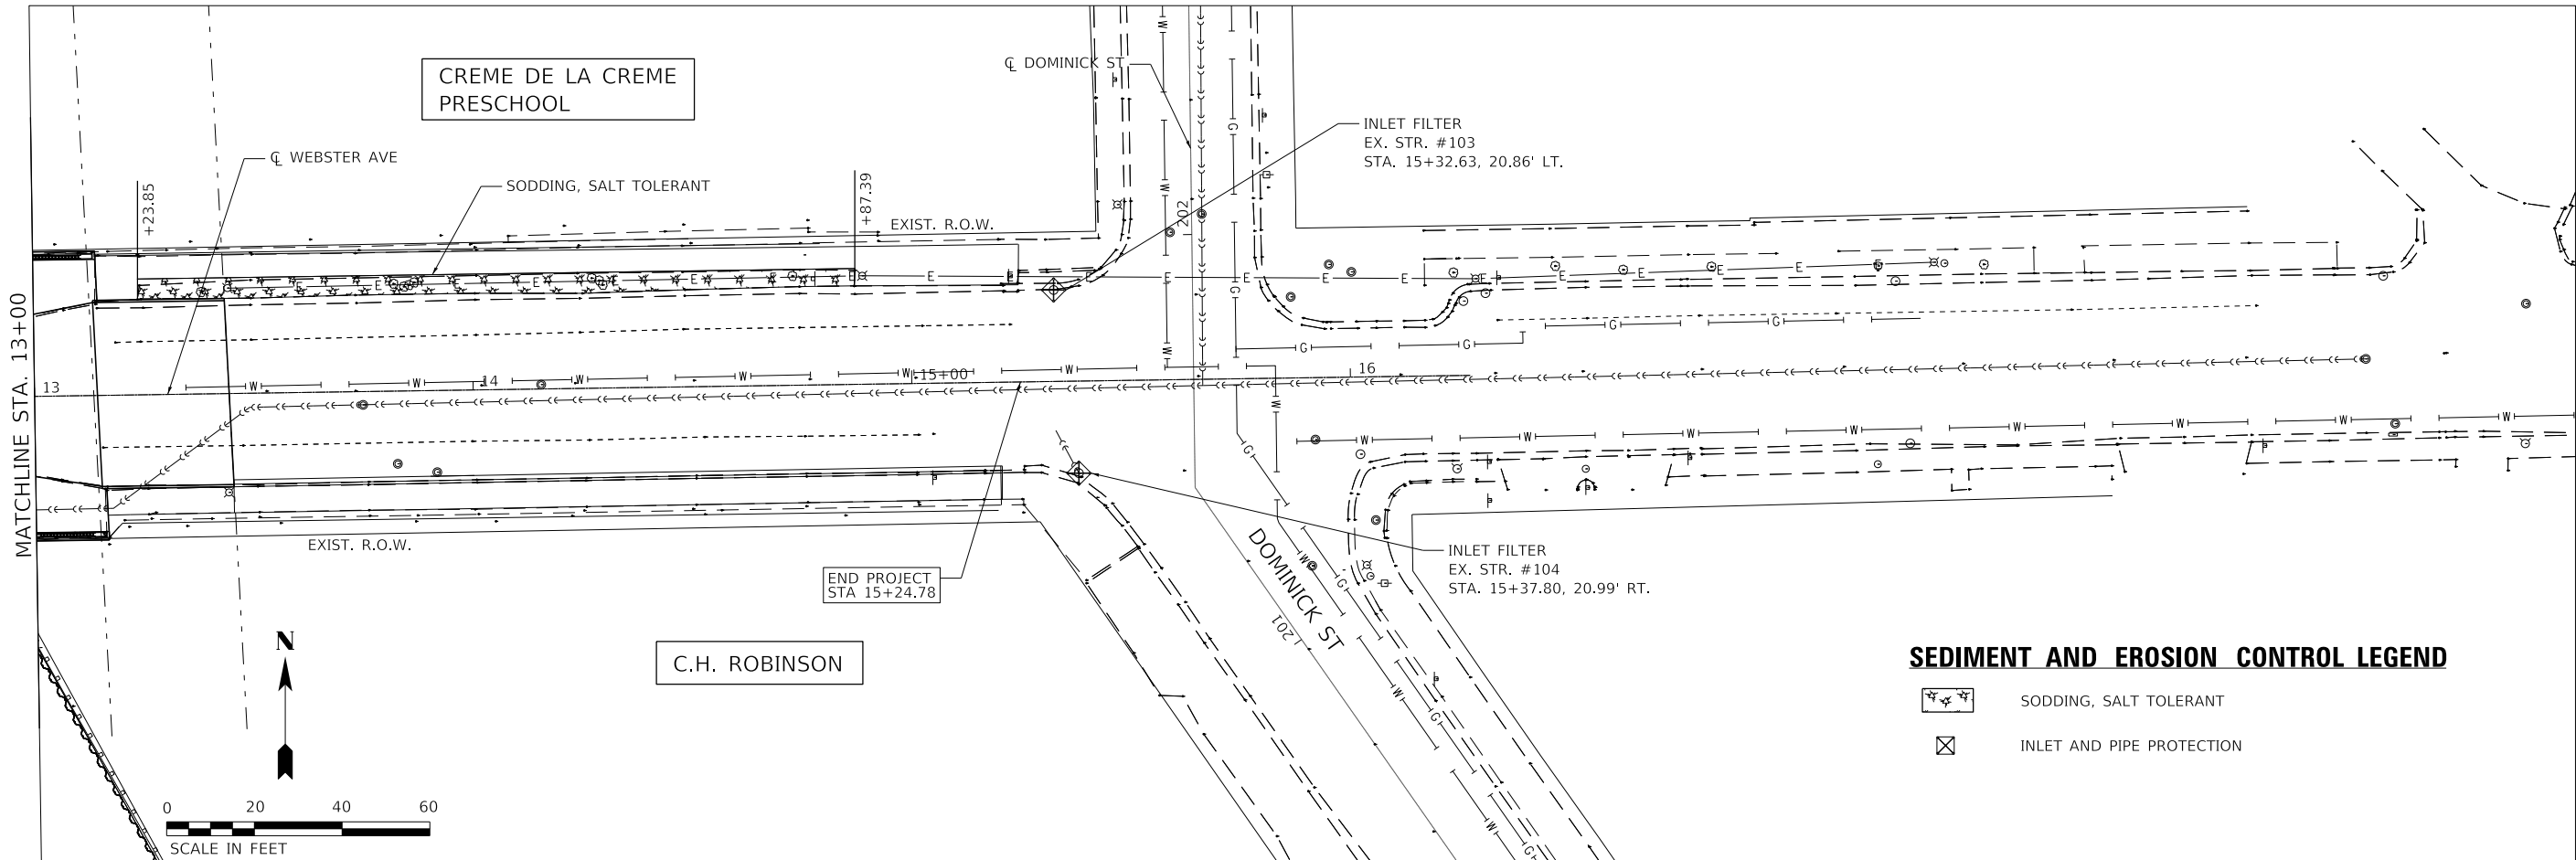 CREME DE LA CREME
PRESCHOOL
℄ DOMINICK ST
INLET FILTER
EX. STR. #103
STA. 15+32.63, 20.86' LT.
℄ WEBSTER AVE
SODDING, SALT TOLERANT
+23.85
+87.39
EXIST. R.O.W.
202
MATCHLINE STA. 13+00
13
14
15+00
16
EXIST. R.O.W.
END PROJECT
STA 15+24.78
INLET FILTER
EX. STR. #104
STA. 15+37.80, 20.99' RT.
DOMINICK ST
201
C.H. ROBINSON
N
0 20 40 60
SCALE IN FEET
SEDIMENT AND EROSION CONTROL LEGEND
SODDING, SALT TOLERANT
INLET AND PIPE PROTECTION